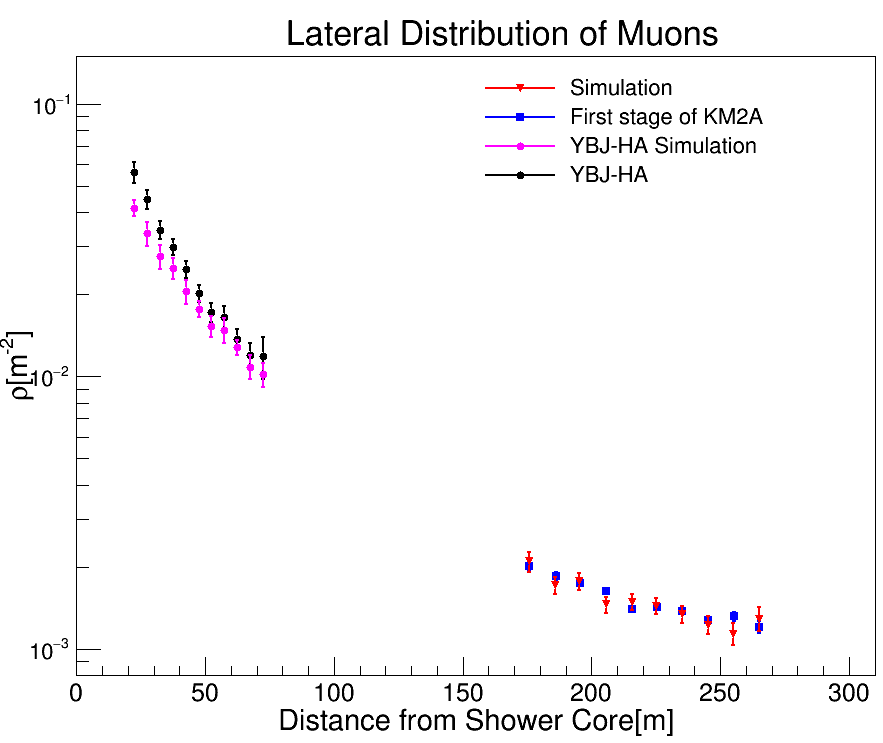 Lateral Distribution of Muons
Simulation
First stage of KM2A
YBJ-HA Simulation
YBJ-HA
ρ[m⁻²]
10⁻¹
10⁻²
10⁻³
0 50 100 150 200 250 300
Distance from Shower Core[m]